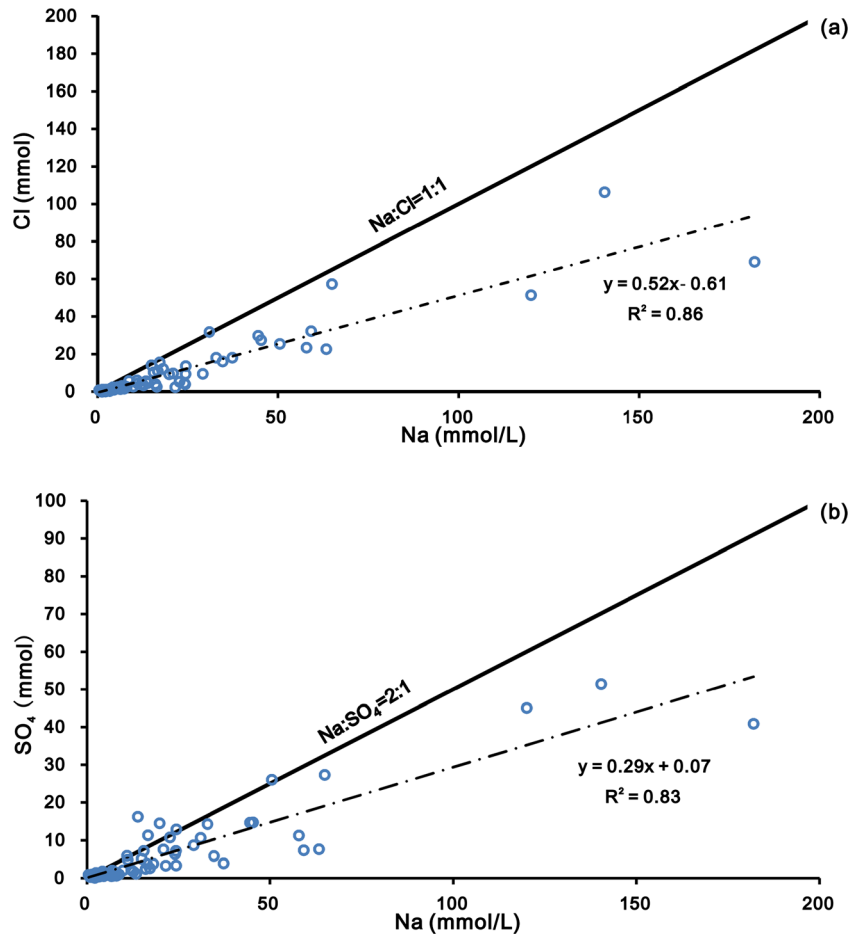 (a)
200
180
160
140
120
100
80
60
40
20
0
Cl (mmol)
Na:Cl=1:1
y = 0.52x - 0.61
R² = 0.86
0 50 100 150 200
Na (mmol/L)
(b)
100
90
80
70
60
50
40
30
20
10
0
SO₄ (mmol)
Na:SO₄=2:1
y = 0.29x + 0.07
R² = 0.83
0 50 100 150 200
Na (mmol/L)